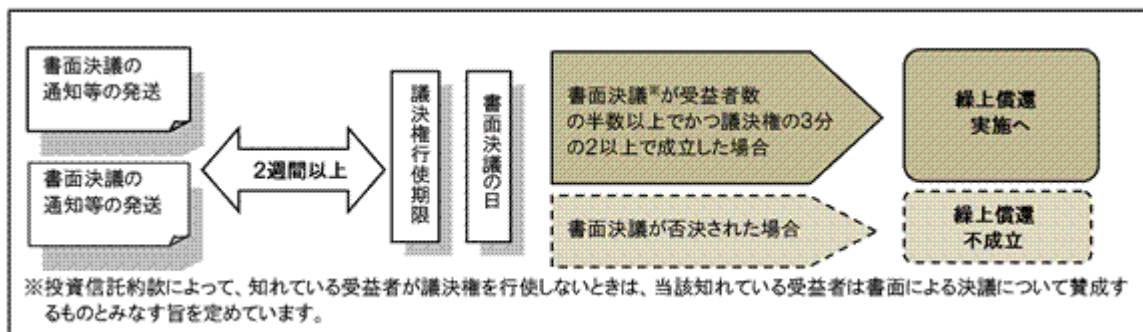 書面決議の
通知等の発送
書面決議の
通知等の発送
2週間以上
議決権行使期限
書面決議の日
書面決議※が受益者数
の半数以上でかつ議決権の3分
の2以上で成立した場合
繰上償還
実施へ
書面決議が否決された場合
繰上償還
不成立
※投資信託約款によって、知れている受益者が議決権を行使しないときは、当該知れている受益者は書面による決議について賛成す
るものとみなす旨を定めています。